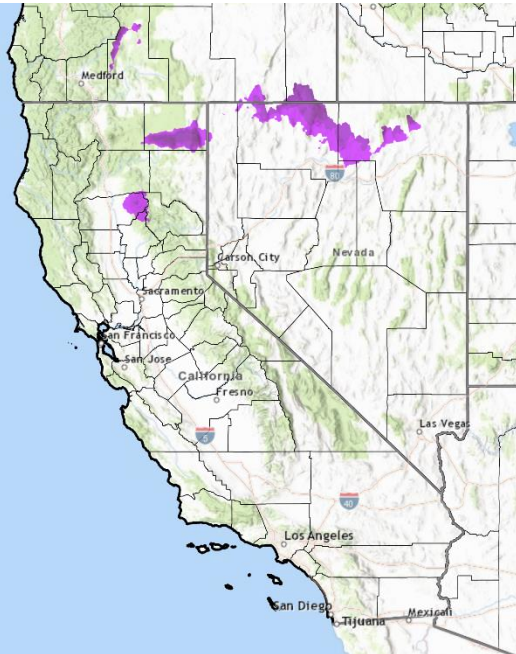 Medford
80
Carson City
Nevada
Sacramento
San Francisco
San Jose
California
Fresno
5
Las Vegas
40
Los Angeles
San Diego
Tijuana
Mexicali